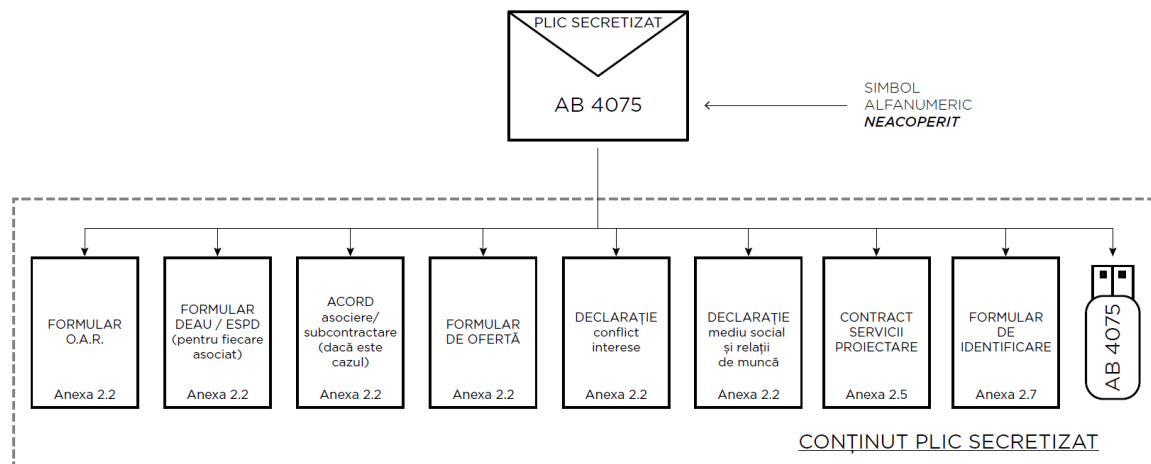 PLIC SECRETIZAT
AB 4075
SIMBOL
ALFANUMERIC
NEACOPERIT
FORMULAR
O.A.R.
Anexa 2.2
FORMULAR
DEAU / ESPD
(pentru fiecare
asociat)
Anexa 2.2
ACORD
asociere/
subcontractare
(dacă este
cazul)
Anexa 2.2
FORMULAR
DE OFERTĂ
Anexa 2.2
DECLARAȚIE
conflict
interese
Anexa 2.2
DECLARAȚIE
mediu social
și relații
de muncă
Anexa 2.2
CONTRACT
SERVICII
PROIECTARE
Anexa 2.5
FORMULAR
DE
IDENTIFICARE
Anexa 2.7
AB 4075
CONȚINUT PLIC SECRETIZAT